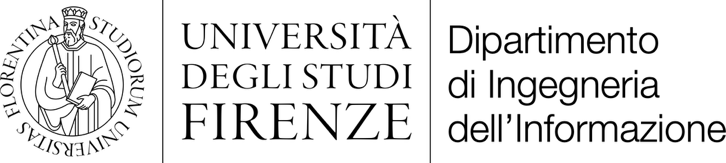 FLORENTINA STUDIORUM UNIVERSITAS
UNIVERSITÀ
DEGLI STUDI
FIRENZE
Dipartimento
di Ingegneria
dell'Informazione